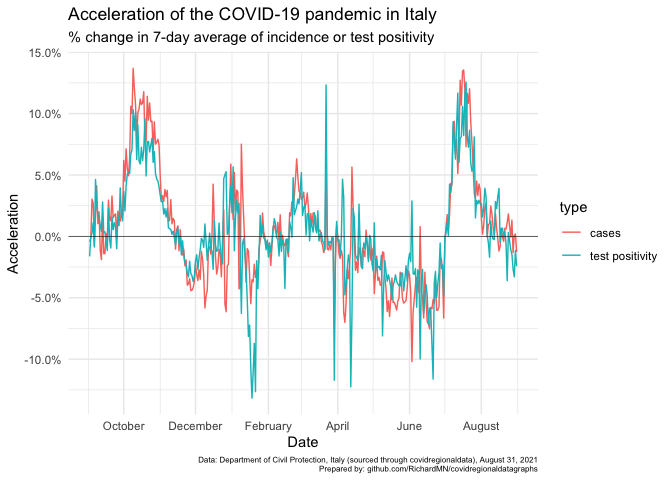 Acceleration of the COVID-19 pandemic in Italy
% change in 7-day average of incidence or test positivity
15.0%
10.0%
5.0%
0.0%
-5.0%
-10.0%
Acceleration
October December February April June August
Date
type
cases
test positivity
Data: Department of Civil Protection, Italy (sourced through covidregionaldata), August 31, 2021
Prepared by: github.com/RichardMN/covidregionaldatagraphs